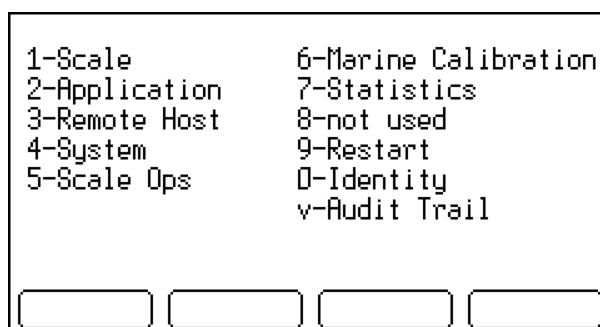 1-Scale
2-Application
3-Remote Host
4-System
5-Scale Ops
6-Marine Calibration
7-Statistics
8-not used
9-Restart
0-Identity
v-Audit Trail